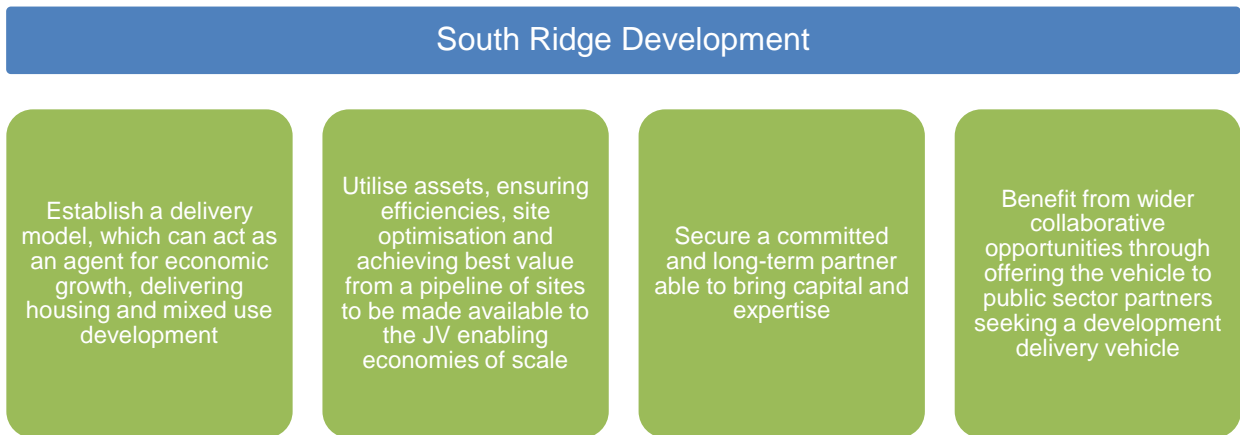 South Ridge Development
Establish a delivery
model, which can act as
an agent for economic
growth, delivering
housing and mixed use
development
Utilise assets, ensuring
efficiencies, site
optimisation and
achieving best value
from a pipeline of sites
to be made available to
the JV enabling
economies of scale
Secure a committed
and long-term partner
able to bring capital and
expertise
Benefit from wider
collaborative
opportunities through
offering the vehicle to
public sector partners
seeking a development
delivery vehicle